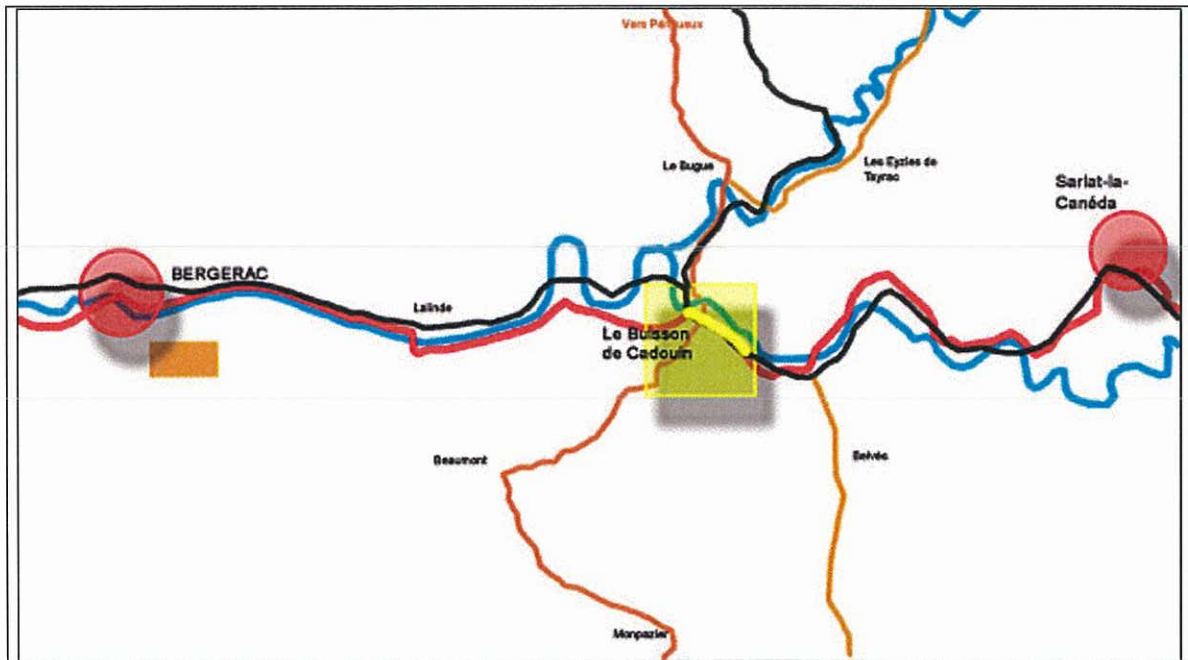 Vers Périgueux
Le Bugue
Les Eyzies de
Tayac
Sarlat-la-
Canéda
BERGERAC
Lalinde
Le Buisson
de Cadouin
Beaumont
Belvès
Monpazier